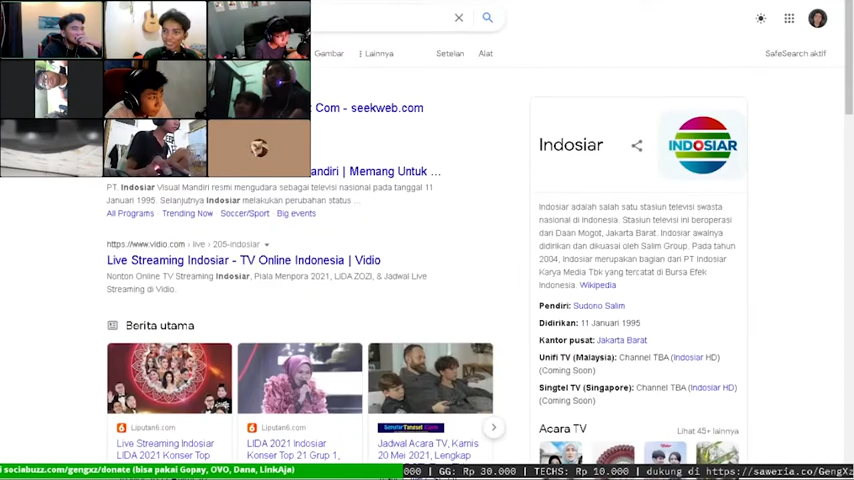 Gambar
Lainnya
Setelan
Alat
SafeSearch aktif
Com - seekweb.com
andiri | Memang Untuk ...
PT. Indosiar Visual Mandiri resmi mengudara sebagai televisi nasional pada tanggal 11
Januari 1995. Selanjutnya Indosiar melakukan perubahan status ...
All Programs · Trending Now · Soccer/Sport · Big events
https://www.vidio.com › live › 205-indosiar
Live Streaming Indosiar - TV Online Indonesia | Vidio
Nonton Online TV Streaming Indosiar, Piala Menpora 2021, LIDA, ZOZI, & Jadwal Live
Streaming di Vidio.
Berita utama
Liputan6.com
Live Streaming Indosiar
LIDA 2021 Konser Top
Liputan6.com
LIDA 2021 Indosiar
Konser Top 21 Grup 1,
Jadwal Acara TV, Kamis
20 Mei 2021, Lengkap
Indosiar
INDOSIAR
Indosiar adalah salah satu stasiun televisi swasta
nasional di Indonesia. Stasiun televisi ini beroperasi
dari Daan Mogot, Jakarta Barat. Indosiar awalnya
didirikan dan dikuasai oleh Salim Group. Pada tahun
2004, Indosiar merupakan bagian dari PT Indosiar
Karya Media Tbk yang tercatat di Bursa Efek
Indonesia. Wikipedia
Pendiri: Sudono Salim
Didirikan: 11 Januari 1995
Kantor pusat: Jakarta Barat
Unifi TV (Malaysia): Channel TBA (Indosiar HD)
(Coming Soon)
Singtel TV (Singapore): Channel TBA (Indosiar HD)
(Coming Soon)
Acara TV
Lihat 45+ lainnya
i sociabuzz.com/gengxz/donate (bisa pakai Gopay, OVO, Dana, LinkAja)
000 | GG: Rp 30.000 | TECHS: Rp 10.000 | dukung di https://saweria.co/GengXz